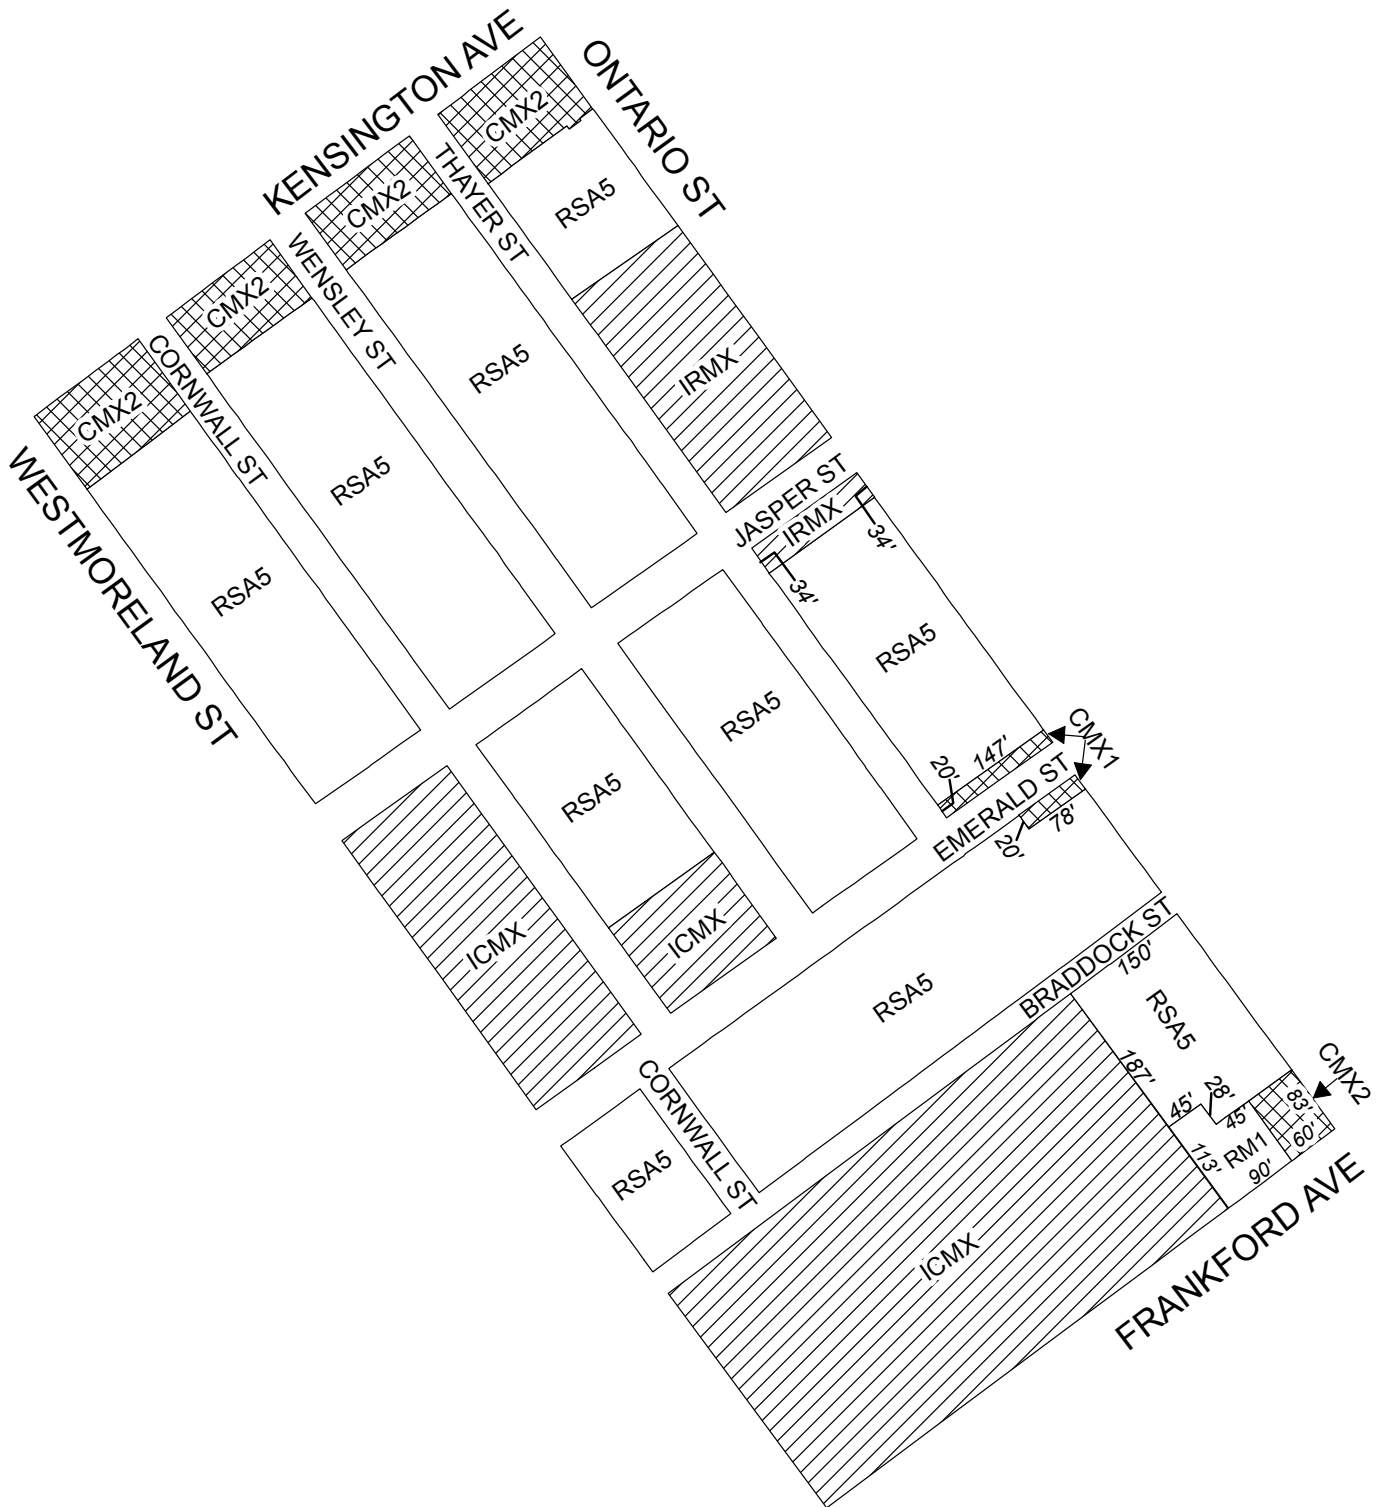 KENSINGTON AVE
ONTARIO ST
CMX2
THAYER ST
RSA5
CMX2
WENSLEY ST
CMX2
CORNWALL ST
CMX2
WESTMORELAND ST
RSA5
RSA5
RSA5
IRMX
JASPER ST
IRMX
34'
34'
RSA5
RSA5
RSA5
CMX1
147'
20'
EMERALD ST
78'
20'
ICMX
ICMX
RSA5
BRADDOCK ST
150'
RSA5
187'
CMX2
28'
45'
45'
83'
60'
RM1
113'
90'
CORNWALL ST
RSA5
ICMX
FRANKFORD AVE